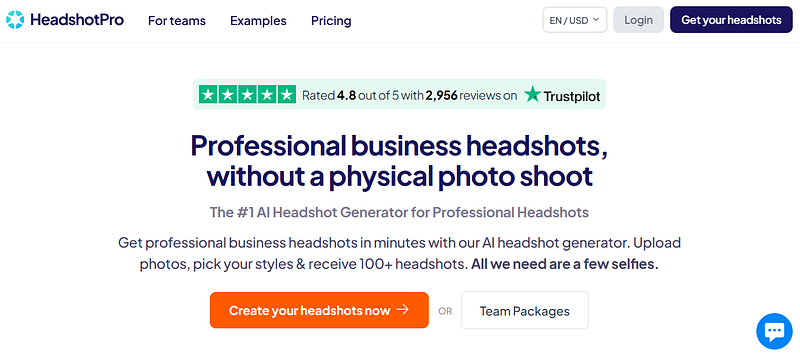 HeadshotPro For teams Examples Pricing EN / USD Login Get your headshots
Rated 4.8 out of 5 with 2,956 reviews on Trustpilot
Professional business headshots,
without a physical photo shoot
The #1 AI Headshot Generator for Professional Headshots
Get professional business headshots in minutes with our AI headshot generator. Upload
photos, pick your styles & receive 100+ headshots. All we need are a few selfies.
Create your headshots now → OR Team Packages